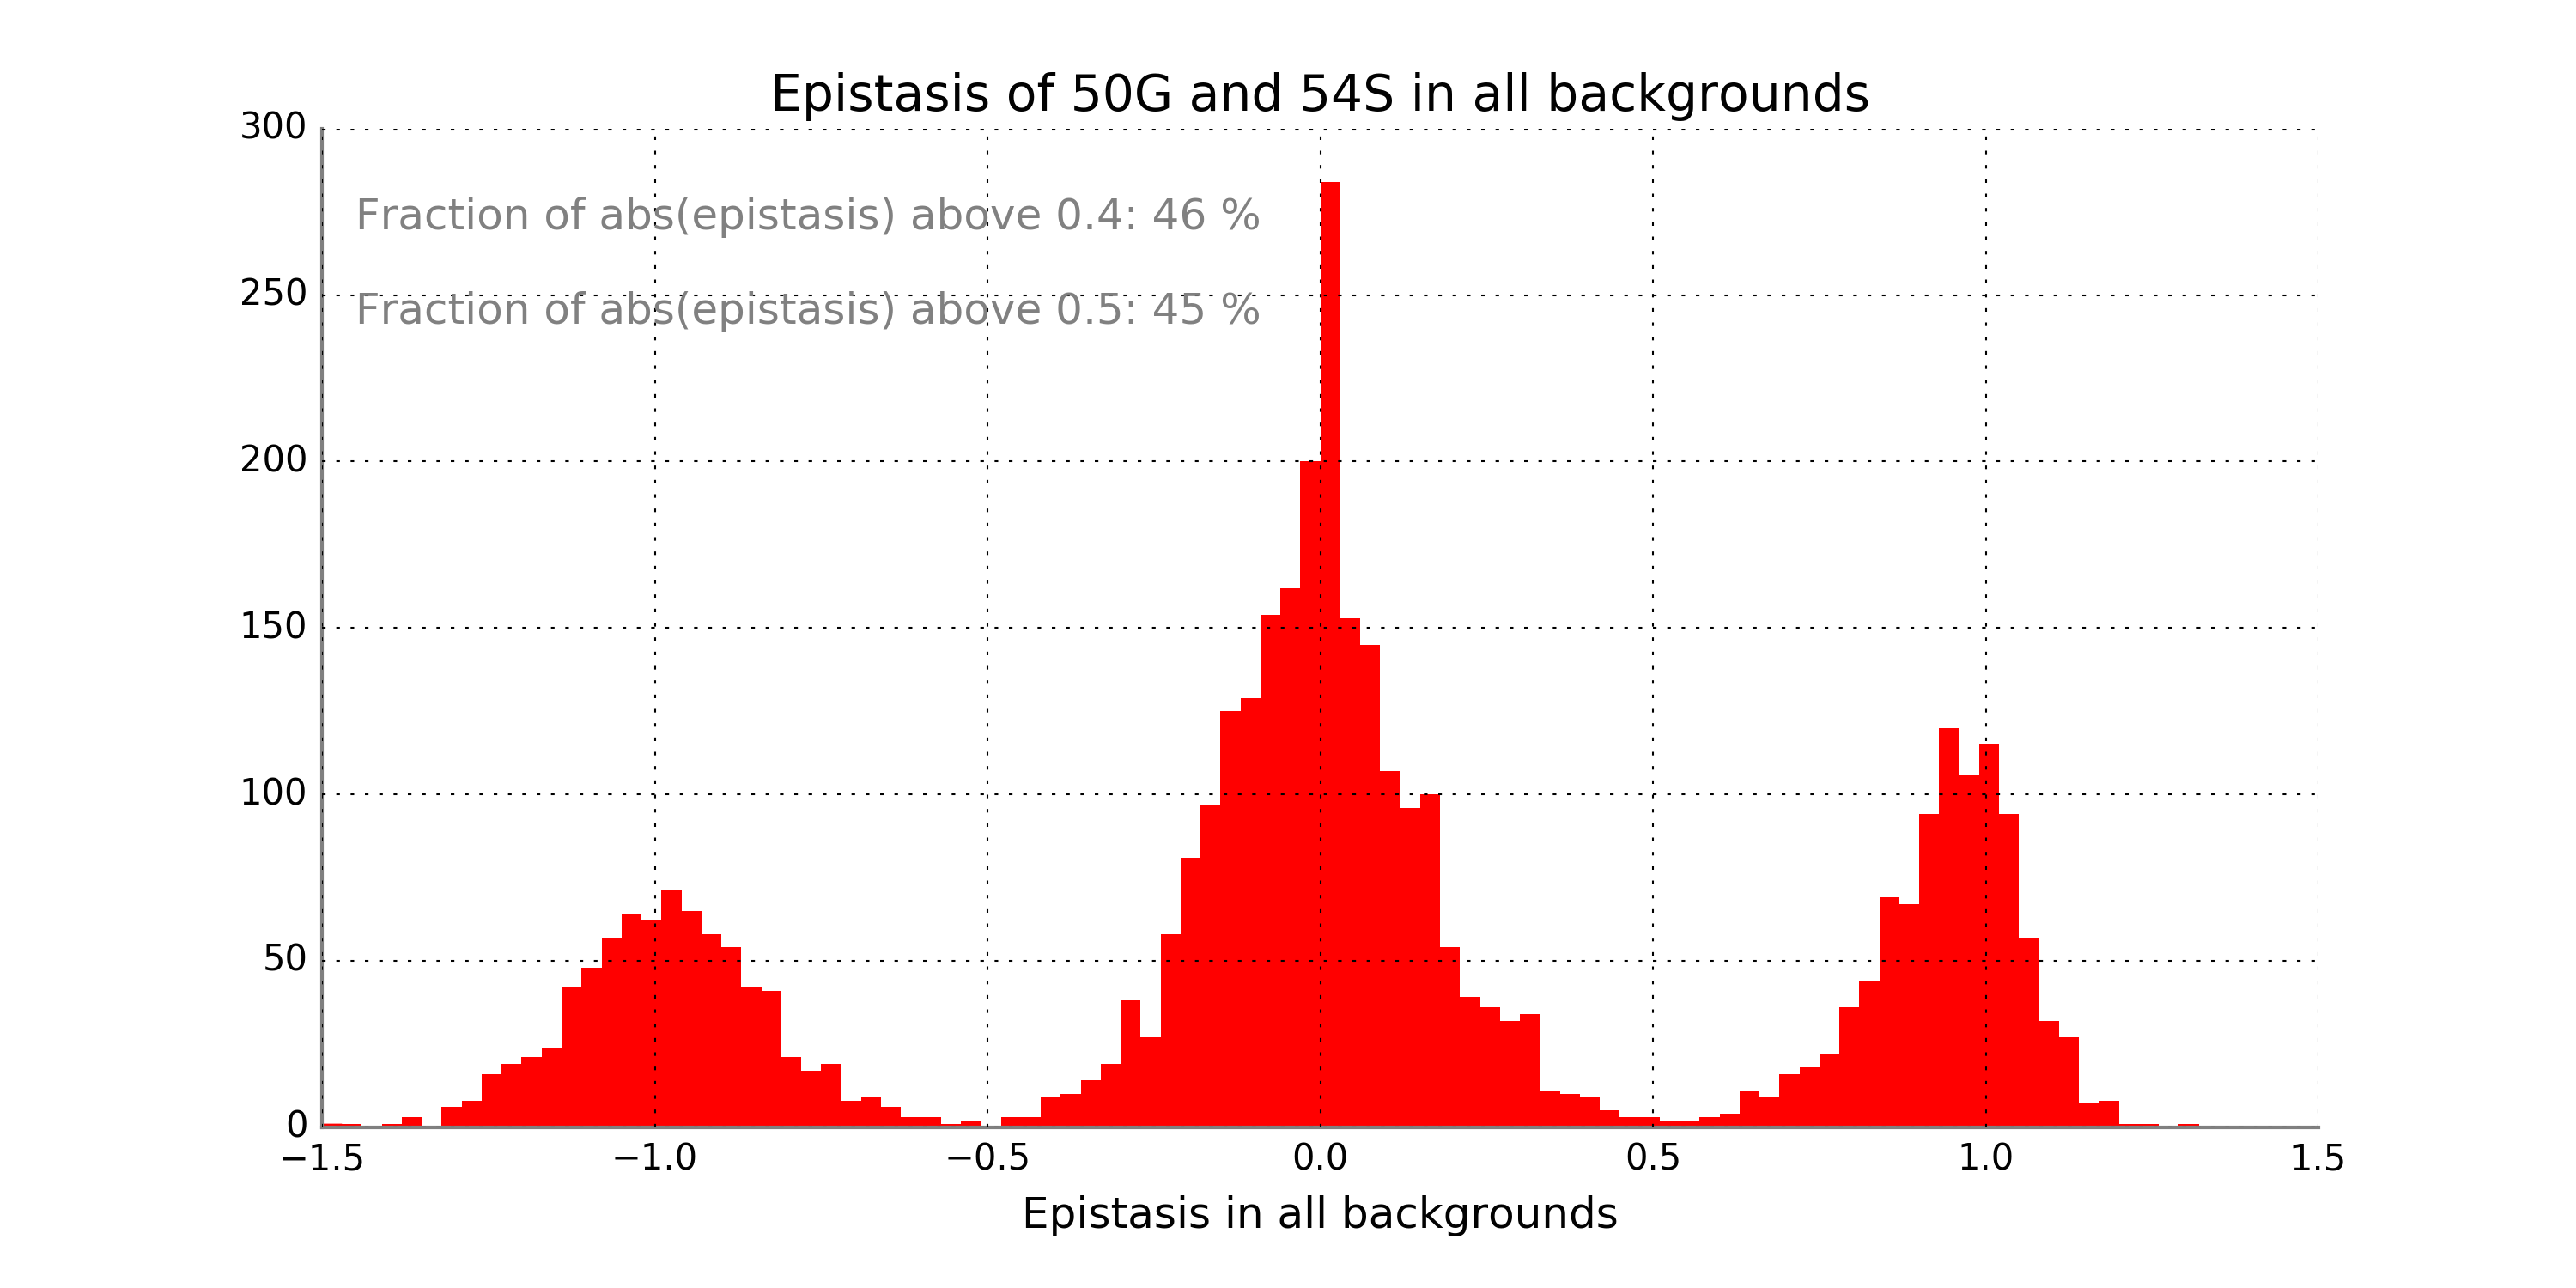 Epistasis of 50G and 54S in all backgrounds
300
Fraction of abs(epistasis) above 0.4: 46 %
250
Fraction of abs(epistasis) above 0.5: 45 %
200
150
100
50
0
−1.5 −1.0 −0.5 0.0 0.5 1.0 1.5
Epistasis in all backgrounds